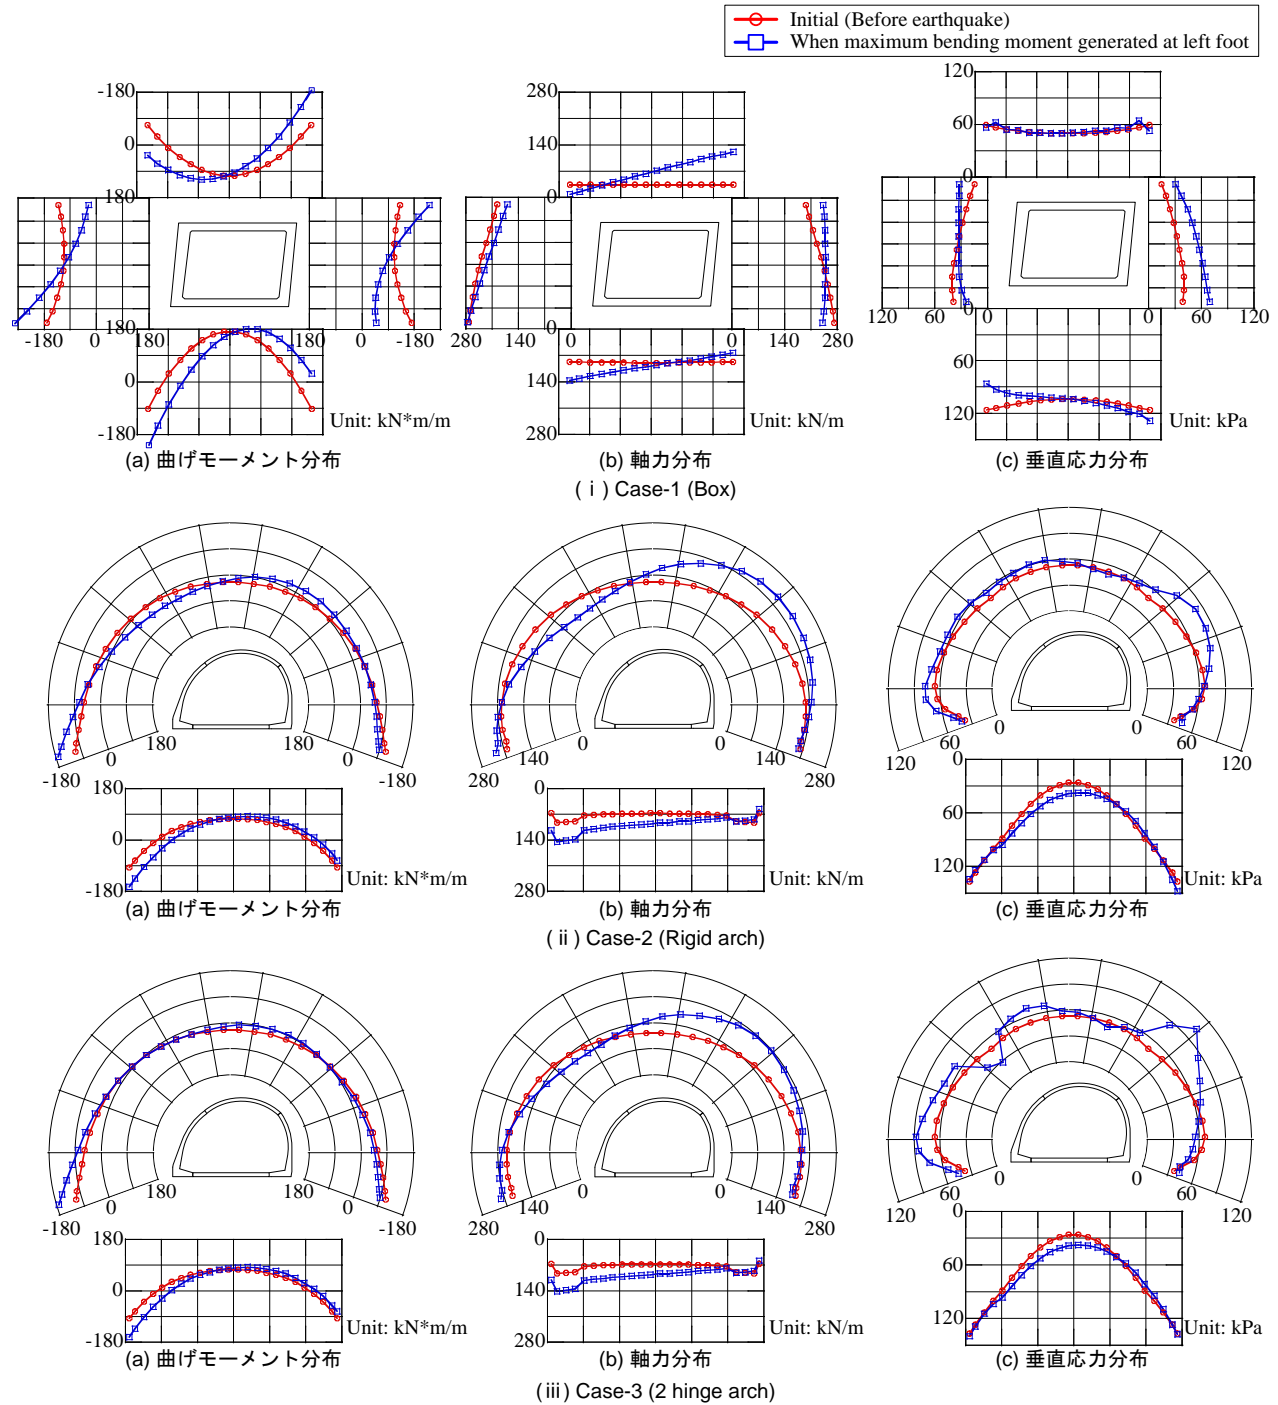 Initial (Before earthquake)
When maximum bending moment generated at left foot
-180
0
180
-180 0
180
0
-180
0 -180
Unit: kN*m/m
(a) 曲げモーメント分布
280
140
0
280 140 0
0 140 280
140
280
Unit: kN/m
(b) 軸力分布
120
60
0
120 60 0
0 60 120
60
120
Unit: kPa
(c) 垂直応力分布
(ⅰ) Case-1 (Box)
-180 0 180 180 0 -180
180
0
-180
Unit: kN*m/m
(a) 曲げモーメント分布
280 140 0 0 140 280
0
140
280
Unit: kN/m
(b) 軸力分布
120 60 0 0 60 120
0
60
120
Unit: kPa
(c) 垂直応力分布
(ⅱ) Case-2 (Rigid arch)
-180 0 180 180 0 -180
180
0
-180
Unit: kN*m/m
(a) 曲げモーメント分布
280 140 0 0 140 280
0
140
280
Unit: kN/m
(b) 軸力分布
120 60 0 0 60 120
0
60
120
Unit: kPa
(c) 垂直応力分布
(ⅲ) Case-3 (2 hinge arch)